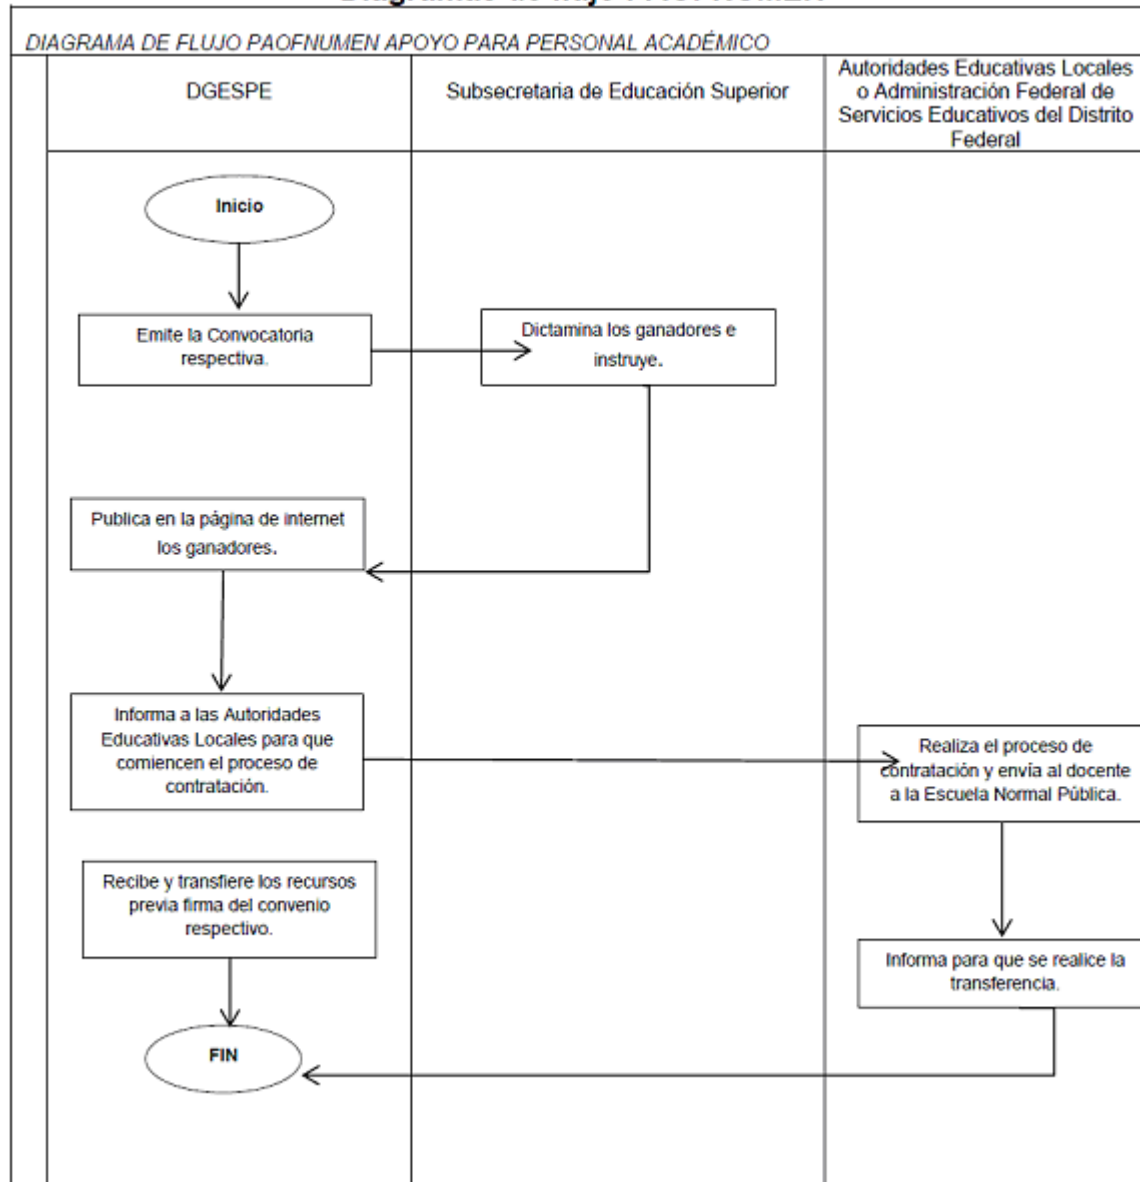 DIAGRAMA DE FLUJO PAOFNUMEN APOYO PARA PERSONAL ACADÉMICO
DGESPE
Subsecretaria de Educación Superior
Autoridades Educativas Locales
o Administración Federal de
Servicios Educativos del Distrito
Federal
Inicio
Emite la Convocatoria
respectiva.
Dictamina los ganadores e
instruye.
Publica en la página de internet
los ganadores.
Informa a las Autoridades
Educativas Locales para que
comiencen el proceso de
contratación.
Realiza el proceso de
contratación y envía al docente
a la Escuela Normal Pública.
Recibe y transfiere los recursos
previa firma del convenio
respectivo.
Informa para que se realice la
transferencia.
FIN